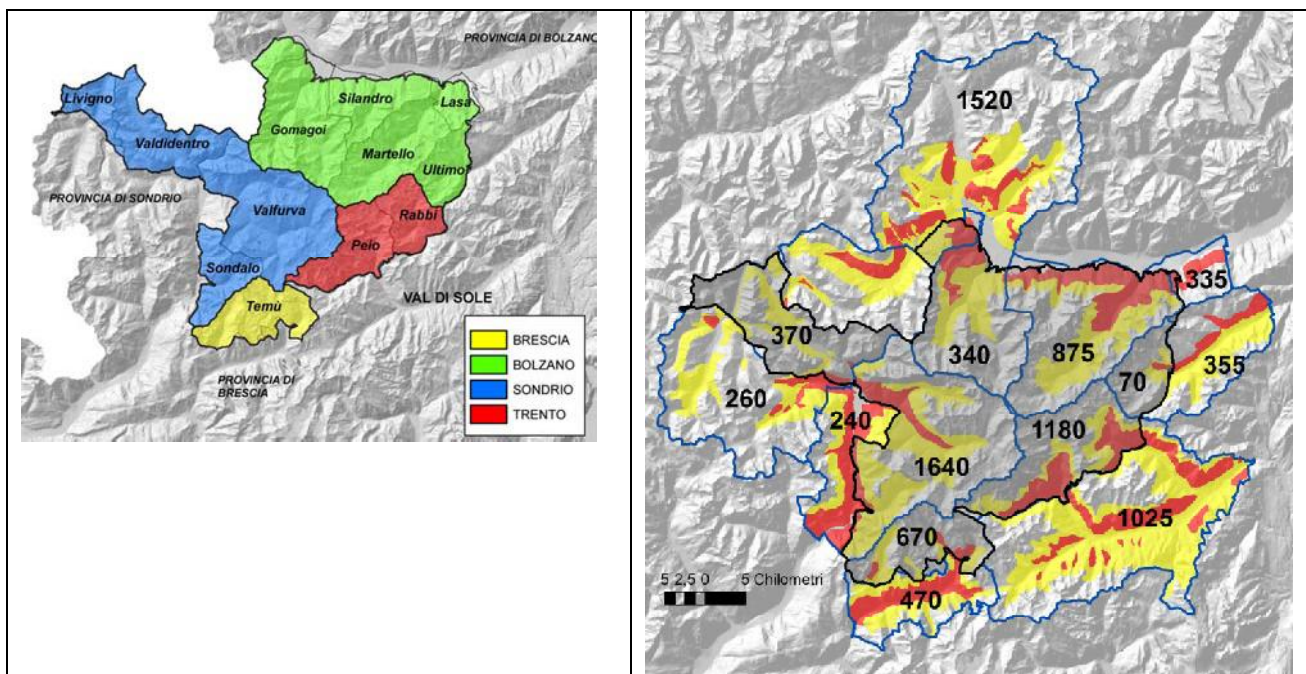 PROVINCIA DI BOLZANO
Livigno
Silandro
Lasa
Valdidentro
Gomagoi
Martello
Ultimo
PROVINCIA DI SONDRIO
Valfurva
Rabbi
Peio
Sondalo
Temù
VAL DI SOLE
PROVINCIA DI
BRESCIA
BRESCIA
BOLZANO
SONDRIO
TRENTO
1520
335
370
340
875
355
70
260
240
1180
1640
1025
670
5 2,5 0 5 Chilometri
470